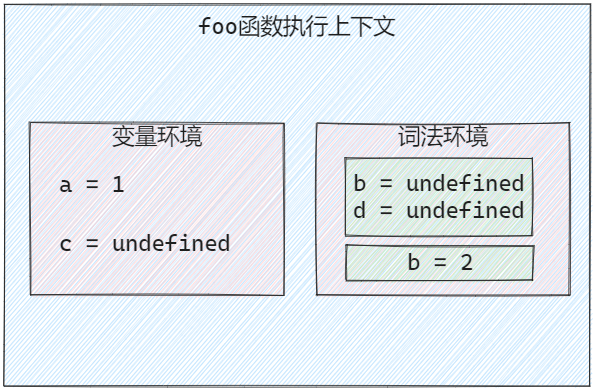 foo函数执行上下文
变量环境
a = 1
c = undefined
词法环境
b = undefined
d = undefined
b = 2